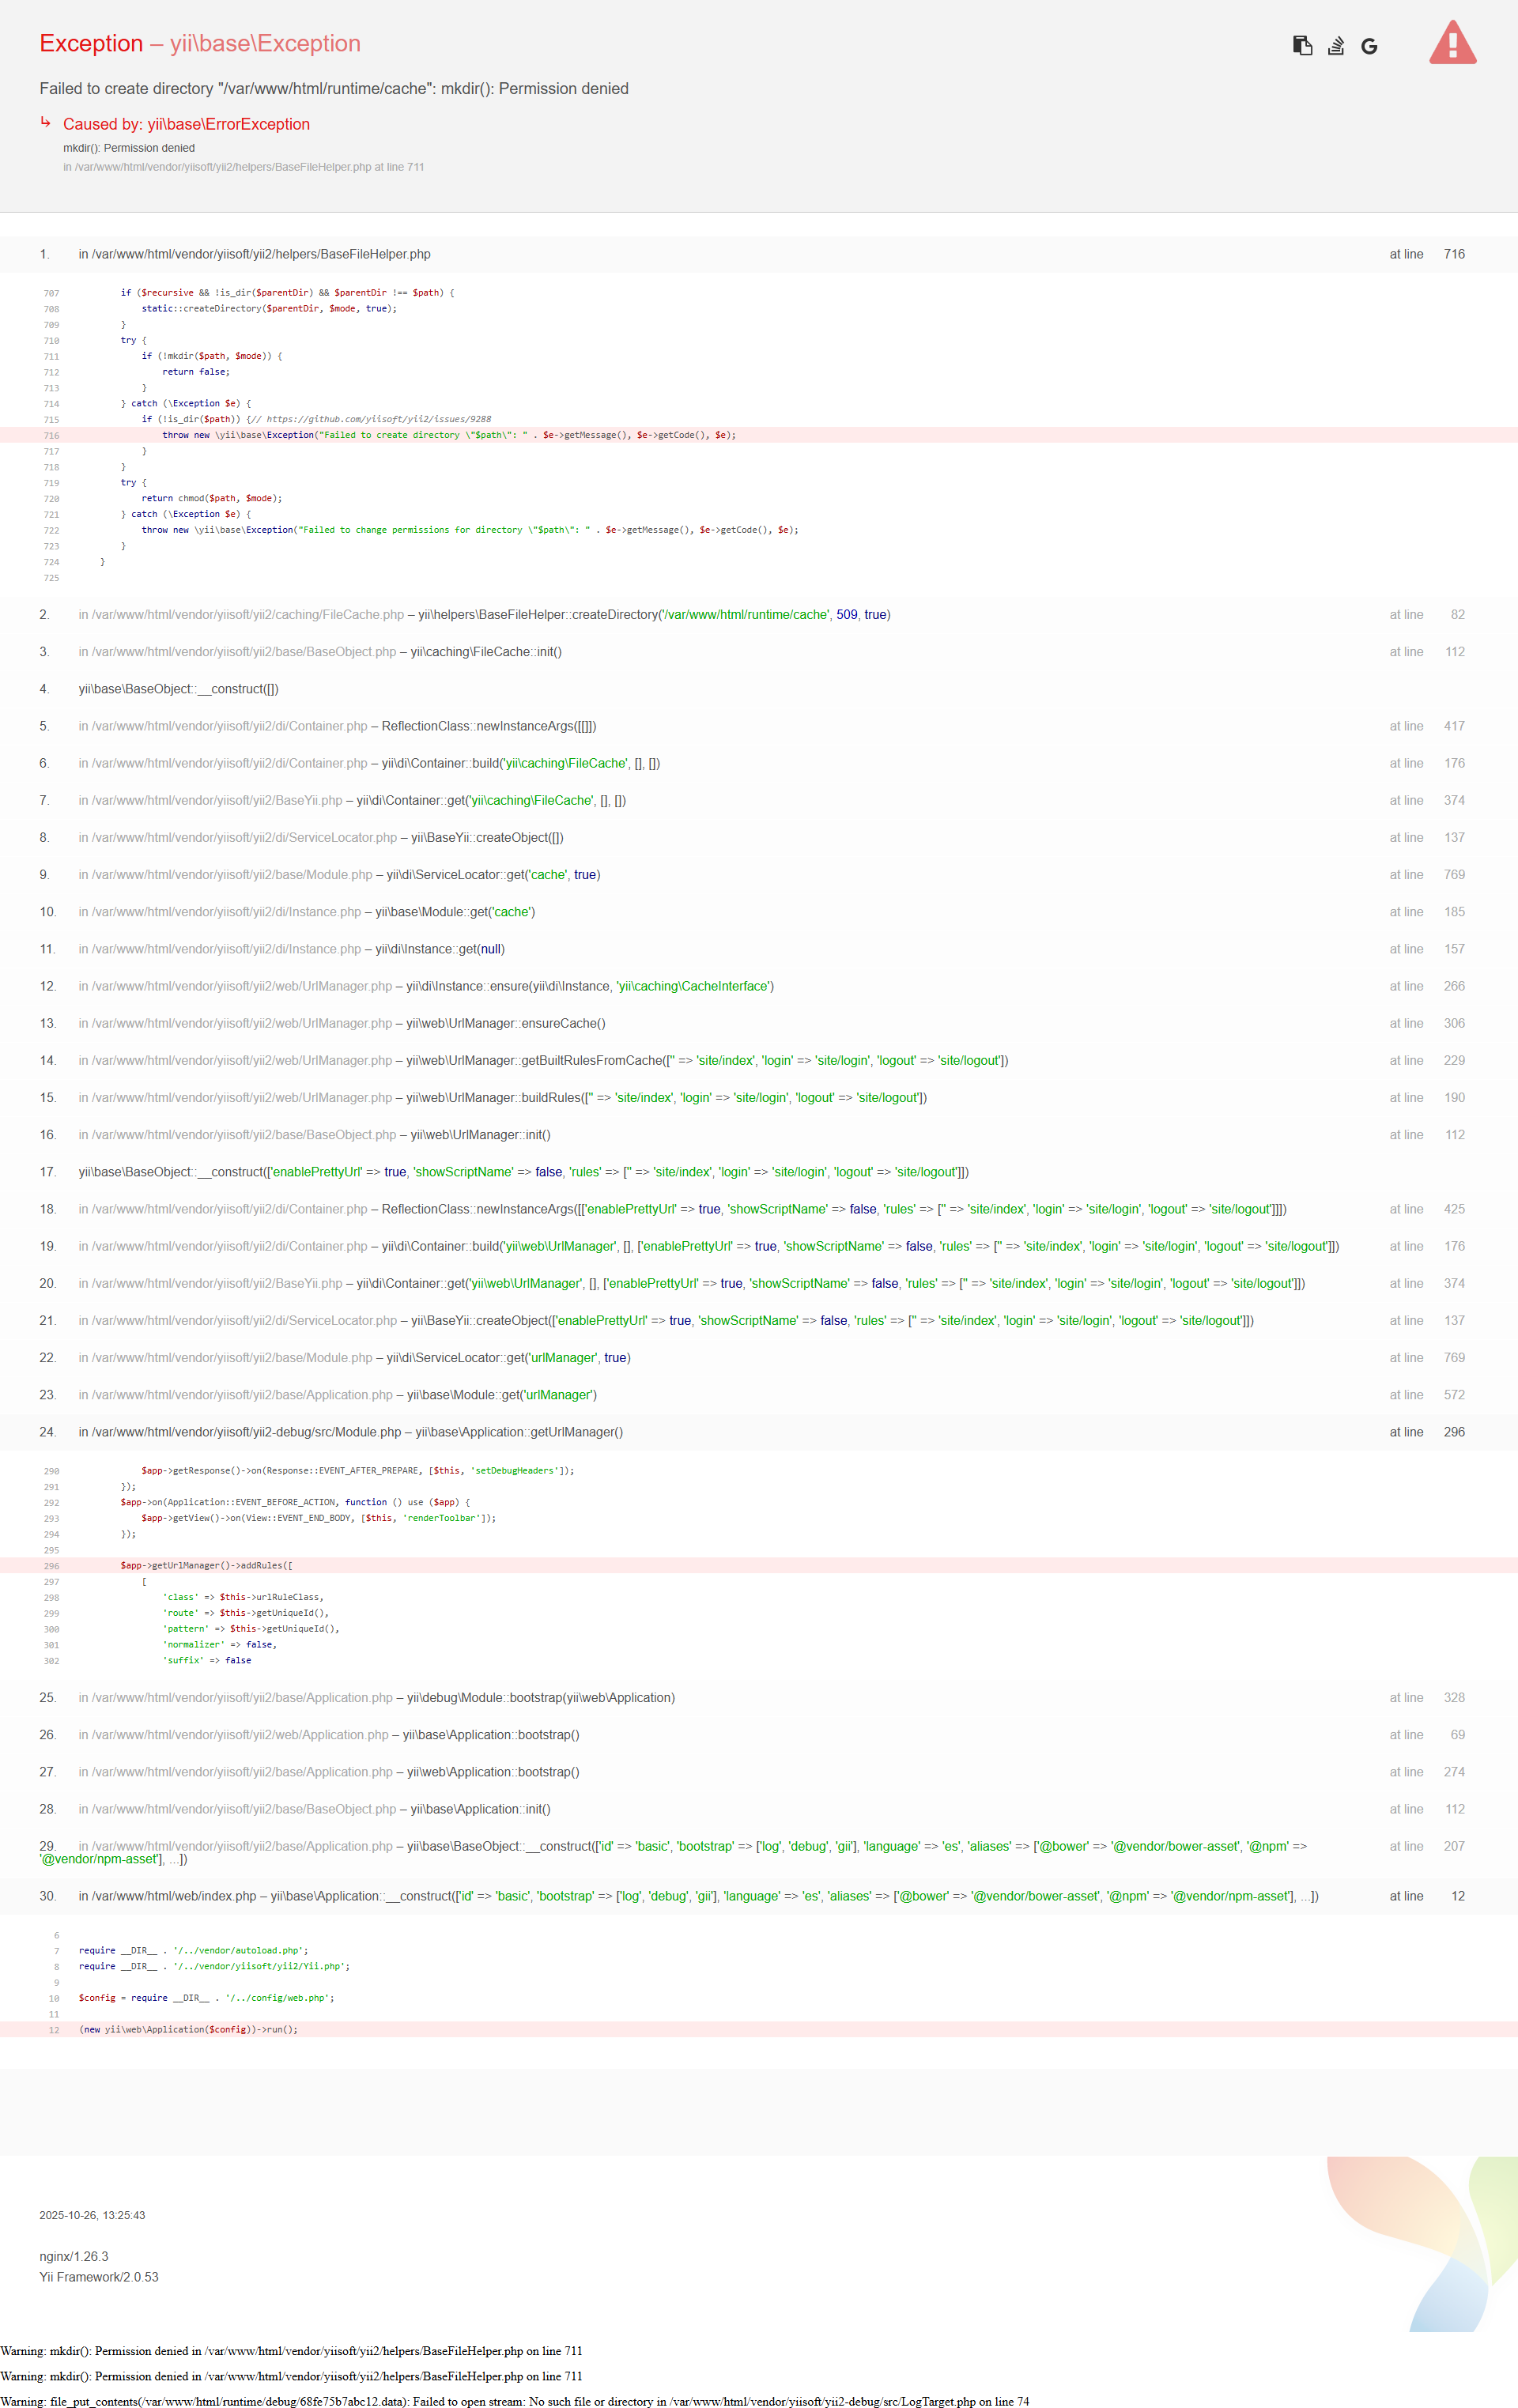 Exception – yii\base\Exception
Failed to create directory "/var/www/html/runtime/cache": mkdir(): Permission denied
↳ Caused by: yii\base\ErrorException
mkdir(): Permission denied
in /var/www/html/vendor/yiisoft/yii2/helpers/BaseFileHelper.php at line 711
1. in /var/www/html/vendor/yiisoft/yii2/helpers/BaseFileHelper.php at line 716
707         if ($recursive && !is_dir($parentDir) && $parentDir !== $path) {
708             static::createDirectory($parentDir, $mode, true);
709         }
710         try {
711             if (!mkdir($path, $mode)) {
712                 return false;
713             }
714         } catch (\Exception $e) {
715             if (!is_dir($path)) {// https://github.com/yiisoft/yii2/issues/9288
716                 throw new \yii\base\Exception("Failed to create directory \"$path\": " . $e->getMessage(), $e->getCode(), $e);
717             }
718         }
719         try {
720             return chmod($path, $mode);
721         } catch (\Exception $e) {
722             throw new \yii\base\Exception("Failed to change permissions for directory \"$path\": " . $e->getMessage(), $e->getCode(), $e);
723         }
724     }
725
2. in /var/www/html/vendor/yiisoft/yii2/caching/FileCache.php – yii\helpers\BaseFileHelper::createDirectory('/var/www/html/runtime/cache', 509, true) at line 82
3. in /var/www/html/vendor/yiisoft/yii2/base/BaseObject.php – yii\caching\FileCache::init() at line 112
4. yii\base\BaseObject::__construct([])
5. in /var/www/html/vendor/yiisoft/yii2/di/Container.php – ReflectionClass::newInstanceArgs([[]]) at line 417
6. in /var/www/html/vendor/yiisoft/yii2/di/Container.php – yii\di\Container::build('yii\caching\FileCache', [], []) at line 176
7. in /var/www/html/vendor/yiisoft/yii2/BaseYii.php – yii\di\Container::get('yii\caching\FileCache', [], []) at line 374
8. in /var/www/html/vendor/yiisoft/yii2/di/ServiceLocator.php – yii\BaseYii::createObject([]) at line 137
9. in /var/www/html/vendor/yiisoft/yii2/base/Module.php – yii\di\ServiceLocator::get('cache', true) at line 769
10. in /var/www/html/vendor/yiisoft/yii2/di/Instance.php – yii\base\Module::get('cache') at line 185
11. in /var/www/html/vendor/yiisoft/yii2/di/Instance.php – yii\di\Instance::get(null) at line 157
12. in /var/www/html/vendor/yiisoft/yii2/web/UrlManager.php – yii\di\Instance::ensure(yii\di\Instance, 'yii\caching\CacheInterface') at line 266
13. in /var/www/html/vendor/yiisoft/yii2/web/UrlManager.php – yii\web\UrlManager::ensureCache() at line 306
14. in /var/www/html/vendor/yiisoft/yii2/web/UrlManager.php – yii\web\UrlManager::getBuiltRulesFromCache(['' => 'site/index', 'login' => 'site/login', 'logout' => 'site/logout']) at line 229
15. in /var/www/html/vendor/yiisoft/yii2/web/UrlManager.php – yii\web\UrlManager::buildRules(['' => 'site/index', 'login' => 'site/login', 'logout' => 'site/logout']) at line 190
16. in /var/www/html/vendor/yiisoft/yii2/base/BaseObject.php – yii\web\UrlManager::init() at line 112
17. yii\base\BaseObject::__construct(['enablePrettyUrl' => true, 'showScriptName' => false, 'rules' => ['' => 'site/index', 'login' => 'site/login', 'logout' => 'site/logout']])
18. in /var/www/html/vendor/yiisoft/yii2/di/Container.php – ReflectionClass::newInstanceArgs([['enablePrettyUrl' => true, 'showScriptName' => false, 'rules' => ['' => 'site/index', 'login' => 'site/login', 'logout' => 'site/logout']]]) at line 425
19. in /var/www/html/vendor/yiisoft/yii2/di/Container.php – yii\di\Container::build('yii\web\UrlManager', [], ['enablePrettyUrl' => true, 'showScriptName' => false, 'rules' => ['' => 'site/index', 'login' => 'site/login', 'logout' => 'site/logout']]) at line 176
20. in /var/www/html/vendor/yiisoft/yii2/BaseYii.php – yii\di\Container::get('yii\web\UrlManager', [], ['enablePrettyUrl' => true, 'showScriptName' => false, 'rules' => ['' => 'site/index', 'login' => 'site/login', 'logout' => 'site/logout']]) at line 374
21. in /var/www/html/vendor/yiisoft/yii2/di/ServiceLocator.php – yii\BaseYii::createObject(['enablePrettyUrl' => true, 'showScriptName' => false, 'rules' => ['' => 'site/index', 'login' => 'site/login', 'logout' => 'site/logout']]) at line 137
22. in /var/www/html/vendor/yiisoft/yii2/base/Module.php – yii\di\ServiceLocator::get('urlManager', true) at line 769
23. in /var/www/html/vendor/yiisoft/yii2/base/Application.php – yii\base\Module::get('urlManager') at line 572
24. in /var/www/html/vendor/yiisoft/yii2-debug/src/Module.php – yii\base\Application::getUrlManager() at line 296
290             $app->getResponse()->on(Response::EVENT_AFTER_PREPARE, [$this, 'setDebugHeaders']);
291         });
292         $app->on(Application::EVENT_BEFORE_ACTION, function () use ($app) {
293             $app->getView()->on(View::EVENT_END_BODY, [$this, 'renderToolbar']);
294         });
295
296         $app->getUrlManager()->addRules([
297             [
298                 'class' => $this->urlRuleClass,
299                 'route' => $this->getUniqueId(),
300                 'pattern' => $this->getUniqueId(),
301                 'normalizer' => false,
302                 'suffix' => false
25. in /var/www/html/vendor/yiisoft/yii2/base/Application.php – yii\debug\Module::bootstrap(yii\web\Application) at line 328
26. in /var/www/html/vendor/yiisoft/yii2/web/Application.php – yii\base\Application::bootstrap() at line 69
27. in /var/www/html/vendor/yiisoft/yii2/base/Application.php – yii\web\Application::bootstrap() at line 274
28. in /var/www/html/vendor/yiisoft/yii2/base/BaseObject.php – yii\base\Application::init() at line 112
29. in /var/www/html/vendor/yiisoft/yii2/base/Application.php – yii\base\BaseObject::__construct(['id' => 'basic', 'bootstrap' => ['log', 'debug', 'gii'], 'language' => 'es', 'aliases' => ['@bower' => '@vendor/bower-asset', '@npm' => at line 207
'@vendor/npm-asset'], ...])
30. in /var/www/html/web/index.php – yii\base\Application::__construct(['id' => 'basic', 'bootstrap' => ['log', 'debug', 'gii'], 'language' => 'es', 'aliases' => ['@bower' => '@vendor/bower-asset', '@npm' => '@vendor/npm-asset'], ...]) at line 12
6
7 require __DIR__ . '/../vendor/autoload.php';
8 require __DIR__ . '/../vendor/yiisoft/yii2/Yii.php';
9
10 $config = require __DIR__ . '/../config/web.php';
11
12 (new yii\web\Application($config))->run();
2025-10-26, 13:25:43
nginx/1.26.3
Yii Framework/2.0.53
Warning: mkdir(): Permission denied in /var/www/html/vendor/yiisoft/yii2/helpers/BaseFileHelper.php on line 711
Warning: mkdir(): Permission denied in /var/www/html/vendor/yiisoft/yii2/helpers/BaseFileHelper.php on line 711
Warning: file_put_contents(/var/www/html/runtime/debug/68fe75b7abc12.data): Failed to open stream: No such file or directory in /var/www/html/vendor/yiisoft/yii2-debug/src/LogTarget.php on line 74